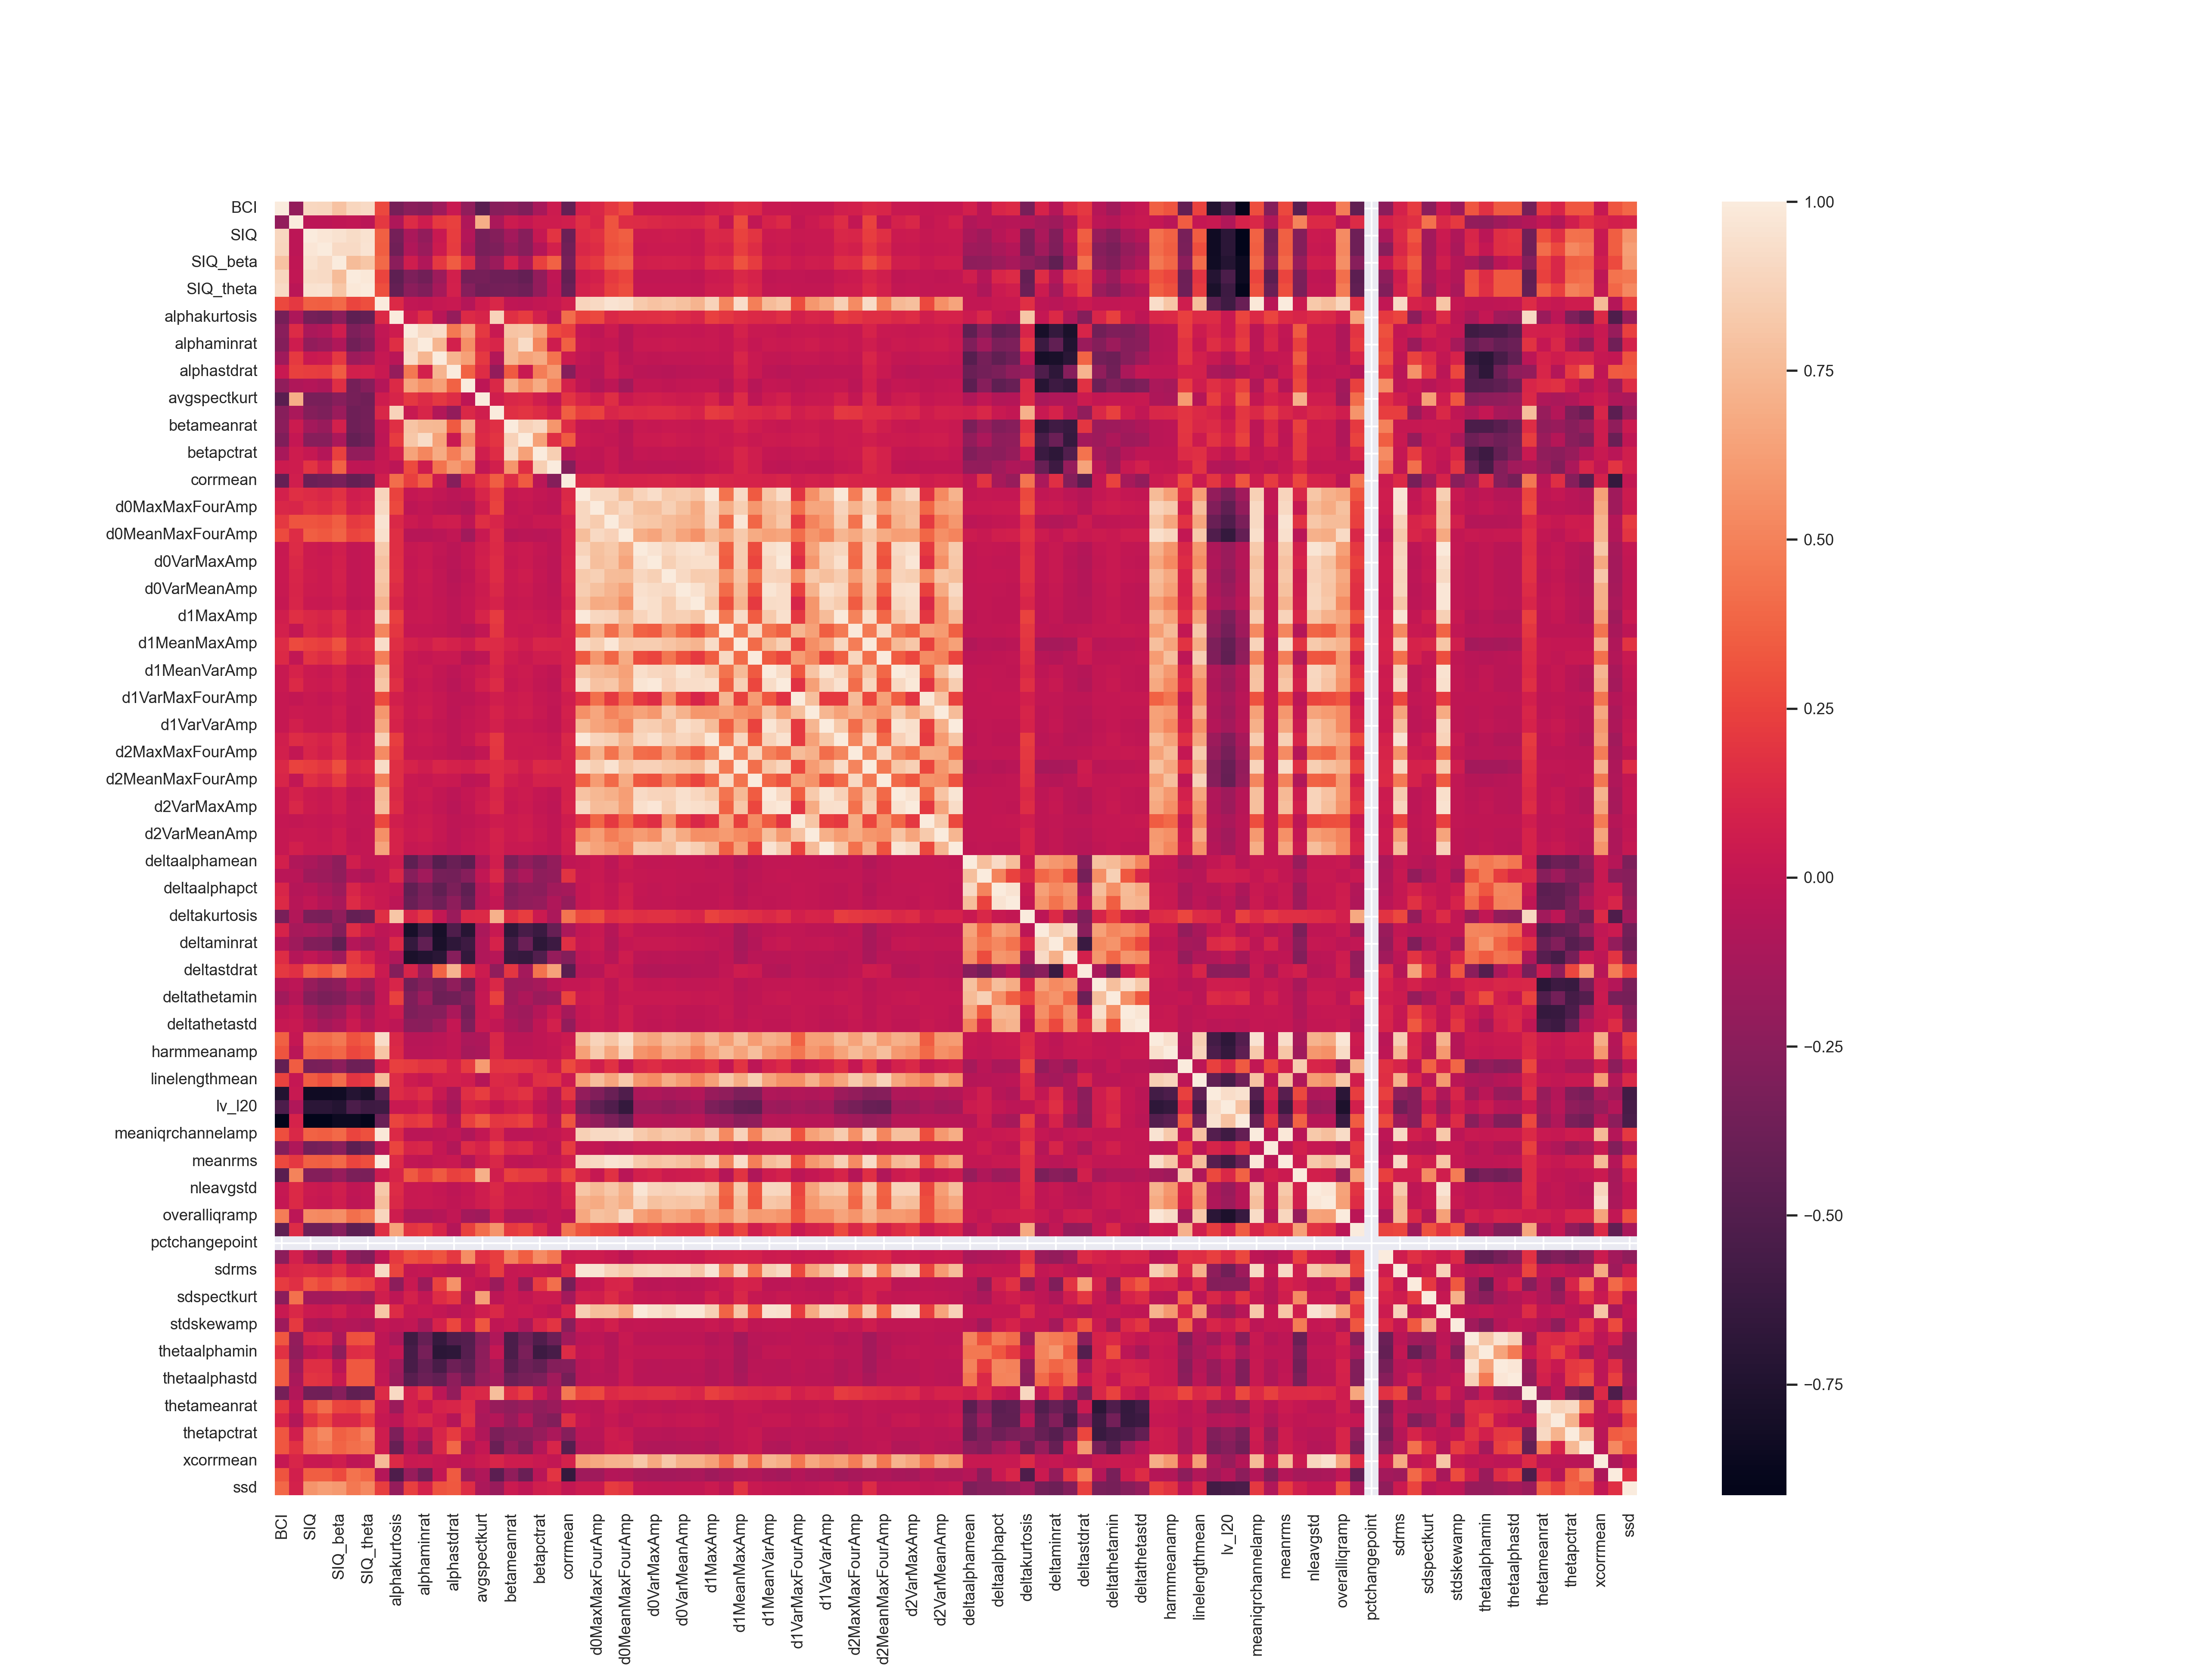 BCI
SIQ
SIQ_beta
SIQ_theta
alphakurtosis
alphaminrat
alphastdrat
avgspectkurt
betameanrat
betapctrat
corrmean
d0MaxMaxFourAmp
d0MeanMaxFourAmp
d0VarMaxAmp
d0VarMeanAmp
d1MaxAmp
d1MeanMaxAmp
d1MeanVarAmp
d1VarMaxFourAmp
d1VarVarAmp
d2MaxMaxFourAmp
d2MeanMaxFourAmp
d2VarMaxAmp
d2VarMeanAmp
deltaalphamean
deltaalphapct
deltakurtosis
deltaminrat
deltastdrat
deltathetamin
deltathetastd
harmmeanamp
linelengthmean
lv_l20
meaniqrchannelamp
meanrms
nleavgstd
overalliqramp
pctchangepoint
sdrms
sdspectkurt
stdskewamp
thetaalphamin
thetaalphastd
thetameanrat
thetapctrat
xcorrmean
ssd
BCI
SIQ
SIQ_beta
SIQ_theta
alphakurtosis
alphaminrat
alphastdrat
avgspectkurt
betameanrat
betapctrat
corrmean
d0MaxMaxFourAmp
d0MeanMaxFourAmp
d0VarMaxAmp
d0VarMeanAmp
d1MaxAmp
d1MeanMaxAmp
d1MeanVarAmp
d1VarMaxFourAmp
d1VarVarAmp
d2MaxMaxFourAmp
d2MeanMaxFourAmp
d2VarMaxAmp
d2VarMeanAmp
deltaalphamean
deltaalphapct
deltakurtosis
deltaminrat
deltastdrat
deltathetamin
deltathetastd
harmmeanamp
linelengthmean
lv_l20
meaniqrchannelamp
meanrms
nleavgstd
overalliqramp
pctchangepoint
sdrms
sdspectkurt
stdskewamp
thetaalphamin
thetaalphastd
thetameanrat
thetapctrat
xcorrmean
ssd
1.00
0.75
0.50
0.25
0.00
−0.25
−0.50
−0.75